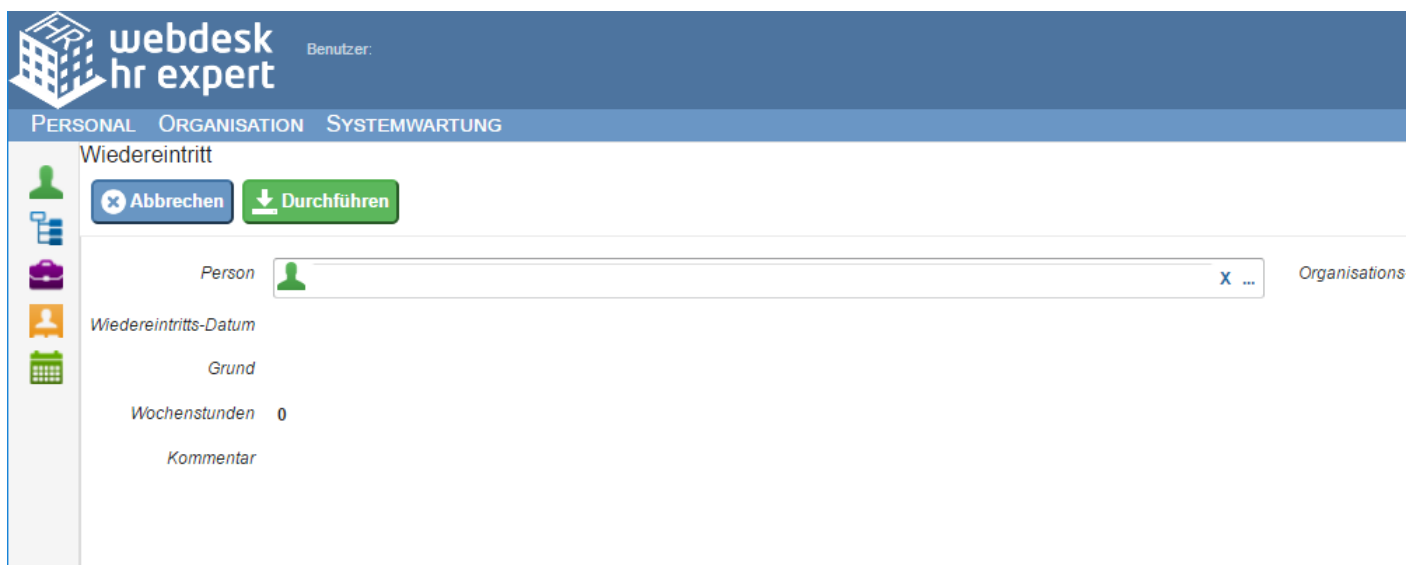 HR
webdesk
hr expert
Benutzer:
PERSONAL ORGANISATION SYSTEMWARTUNG
Wiedereintritt
Abbrechen Durchführen
Person X ... Organisations
Wiedereintritts-Datum
Grund
Wochenstunden 0
Kommentar